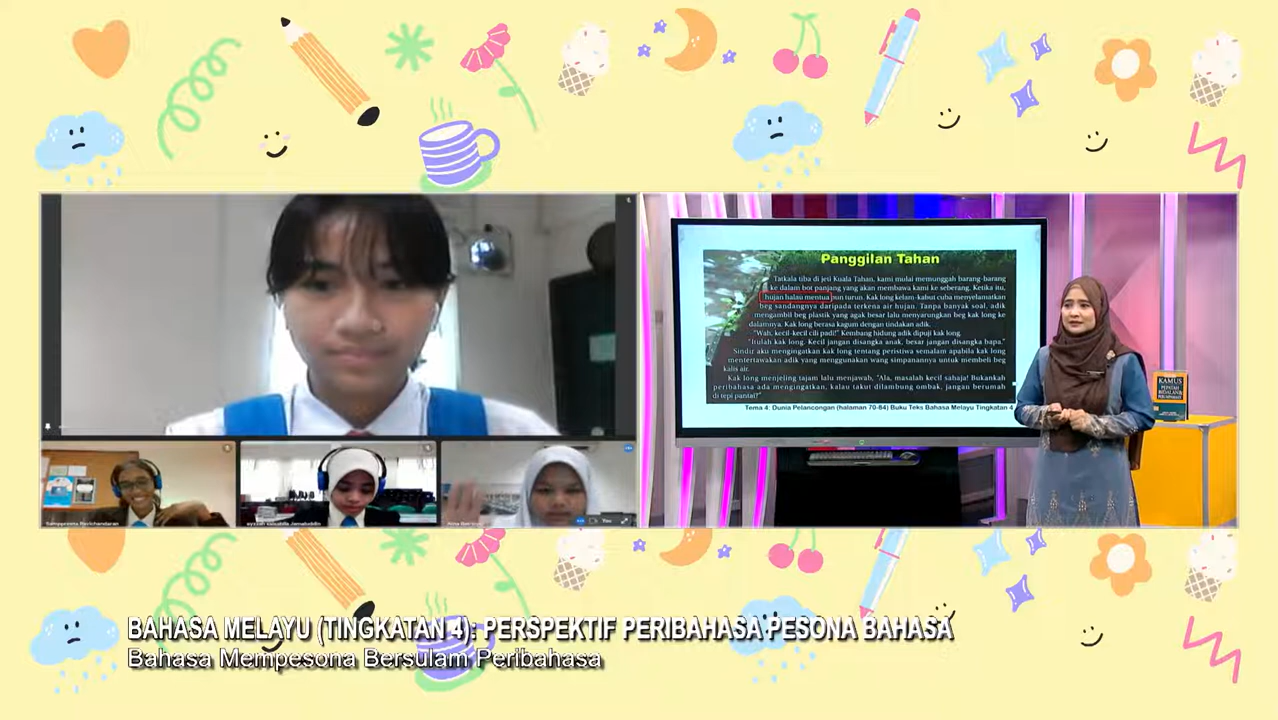 Panggilan Tahan
Tatkala tiba di jeti Kuala Tahan, kami mulai memunggah barang-barang
ke dalam bot panjang yang akan membawa kami ke seberang. Ketika itu,
hujan halau mentua pun turun. Kak long kelam-kabut cuba menyelamatkan
beg sandangnya daripada terkena air hujan. Tanpa banyak soal, adik
mengambil beg plastik yang agak besar lalu menyarungkan beg kak long ke
dalamnya. Kak long berasa kagum dengan tindakan adik.
"Wah, kecil-kecil cili padi!" Kembang hidung adik dipuji kak long.
"Itulah kak long. Kecil jangan disangka anak, besar jangan disangka bapa."
Sindir aku mengingatkan kak long tentang peristiwa semalam apabila kak long
mentertawakan adik yang menggunakan wang simpanannya untuk membeli beg
kalis air.
Kak long menjeling tajam lalu menjawab, "Ala, masalah kecil sahaja! Bukankah
peribahasa ada mengingatkan, kalau takut dilambung ombak, jangan berumah
di tepi pantai?"
Tema 4: Dunia Pelancongan (halaman 70-84) Buku Teks Bahasa Melayu Tingkatan 4
KAMUS
You
BAHASA MELAYU (TINGKATAN 4): PERSPEKTIF PERIBAHASA PESONA BAHASA
Bahasa Mempesona Bersulam Peribahasa